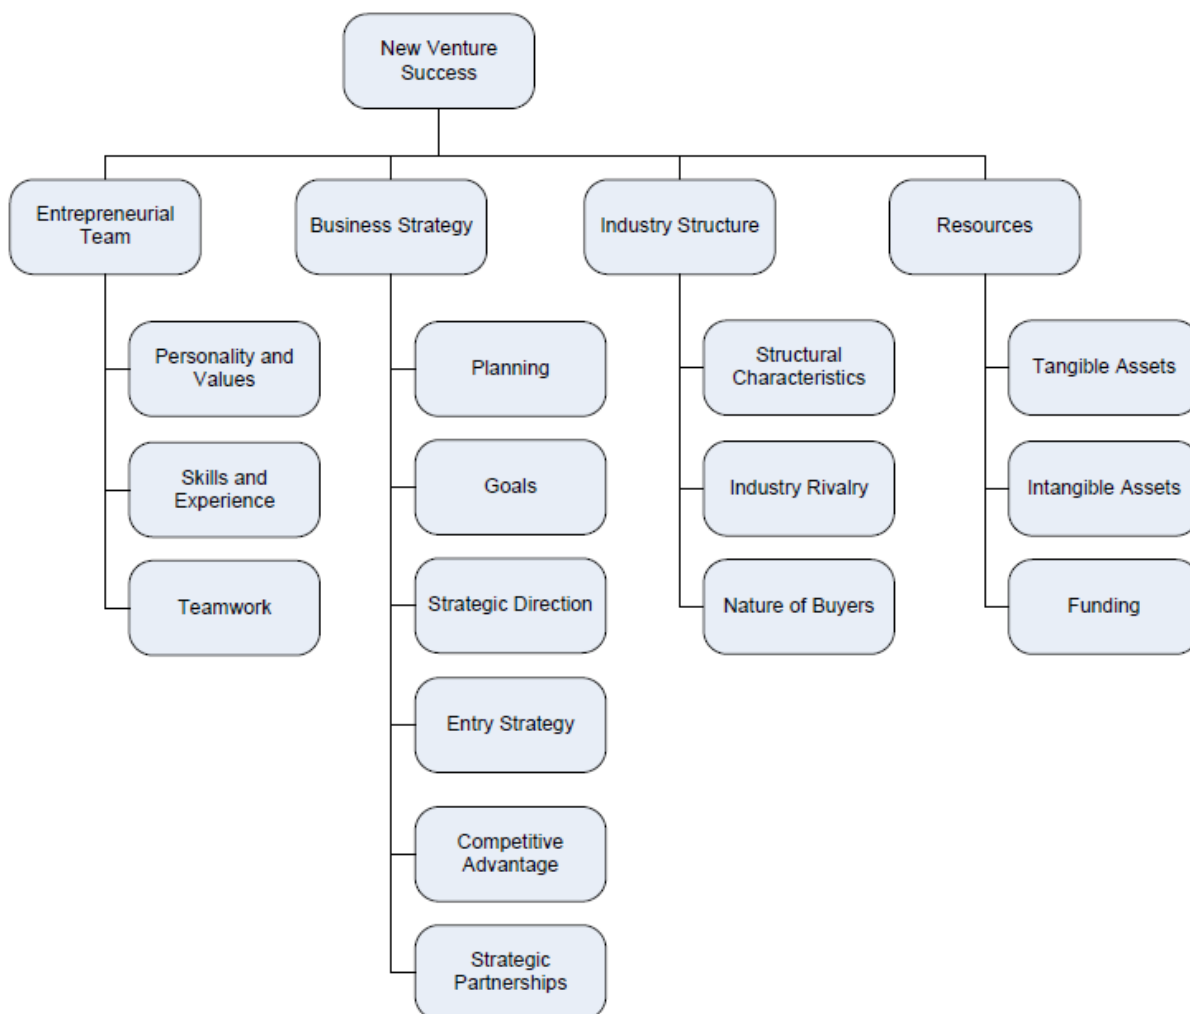 New Venture
Success
Entrepreneurial
Team
Business Strategy
Industry Structure
Resources
Personality and
Values
Skills and
Experience
Teamwork
Planning
Goals
Strategic Direction
Entry Strategy
Competitive
Advantage
Strategic
Partnerships
Structural
Characteristics
Industry Rivalry
Nature of Buyers
Tangible Assets
Intangible Assets
Funding